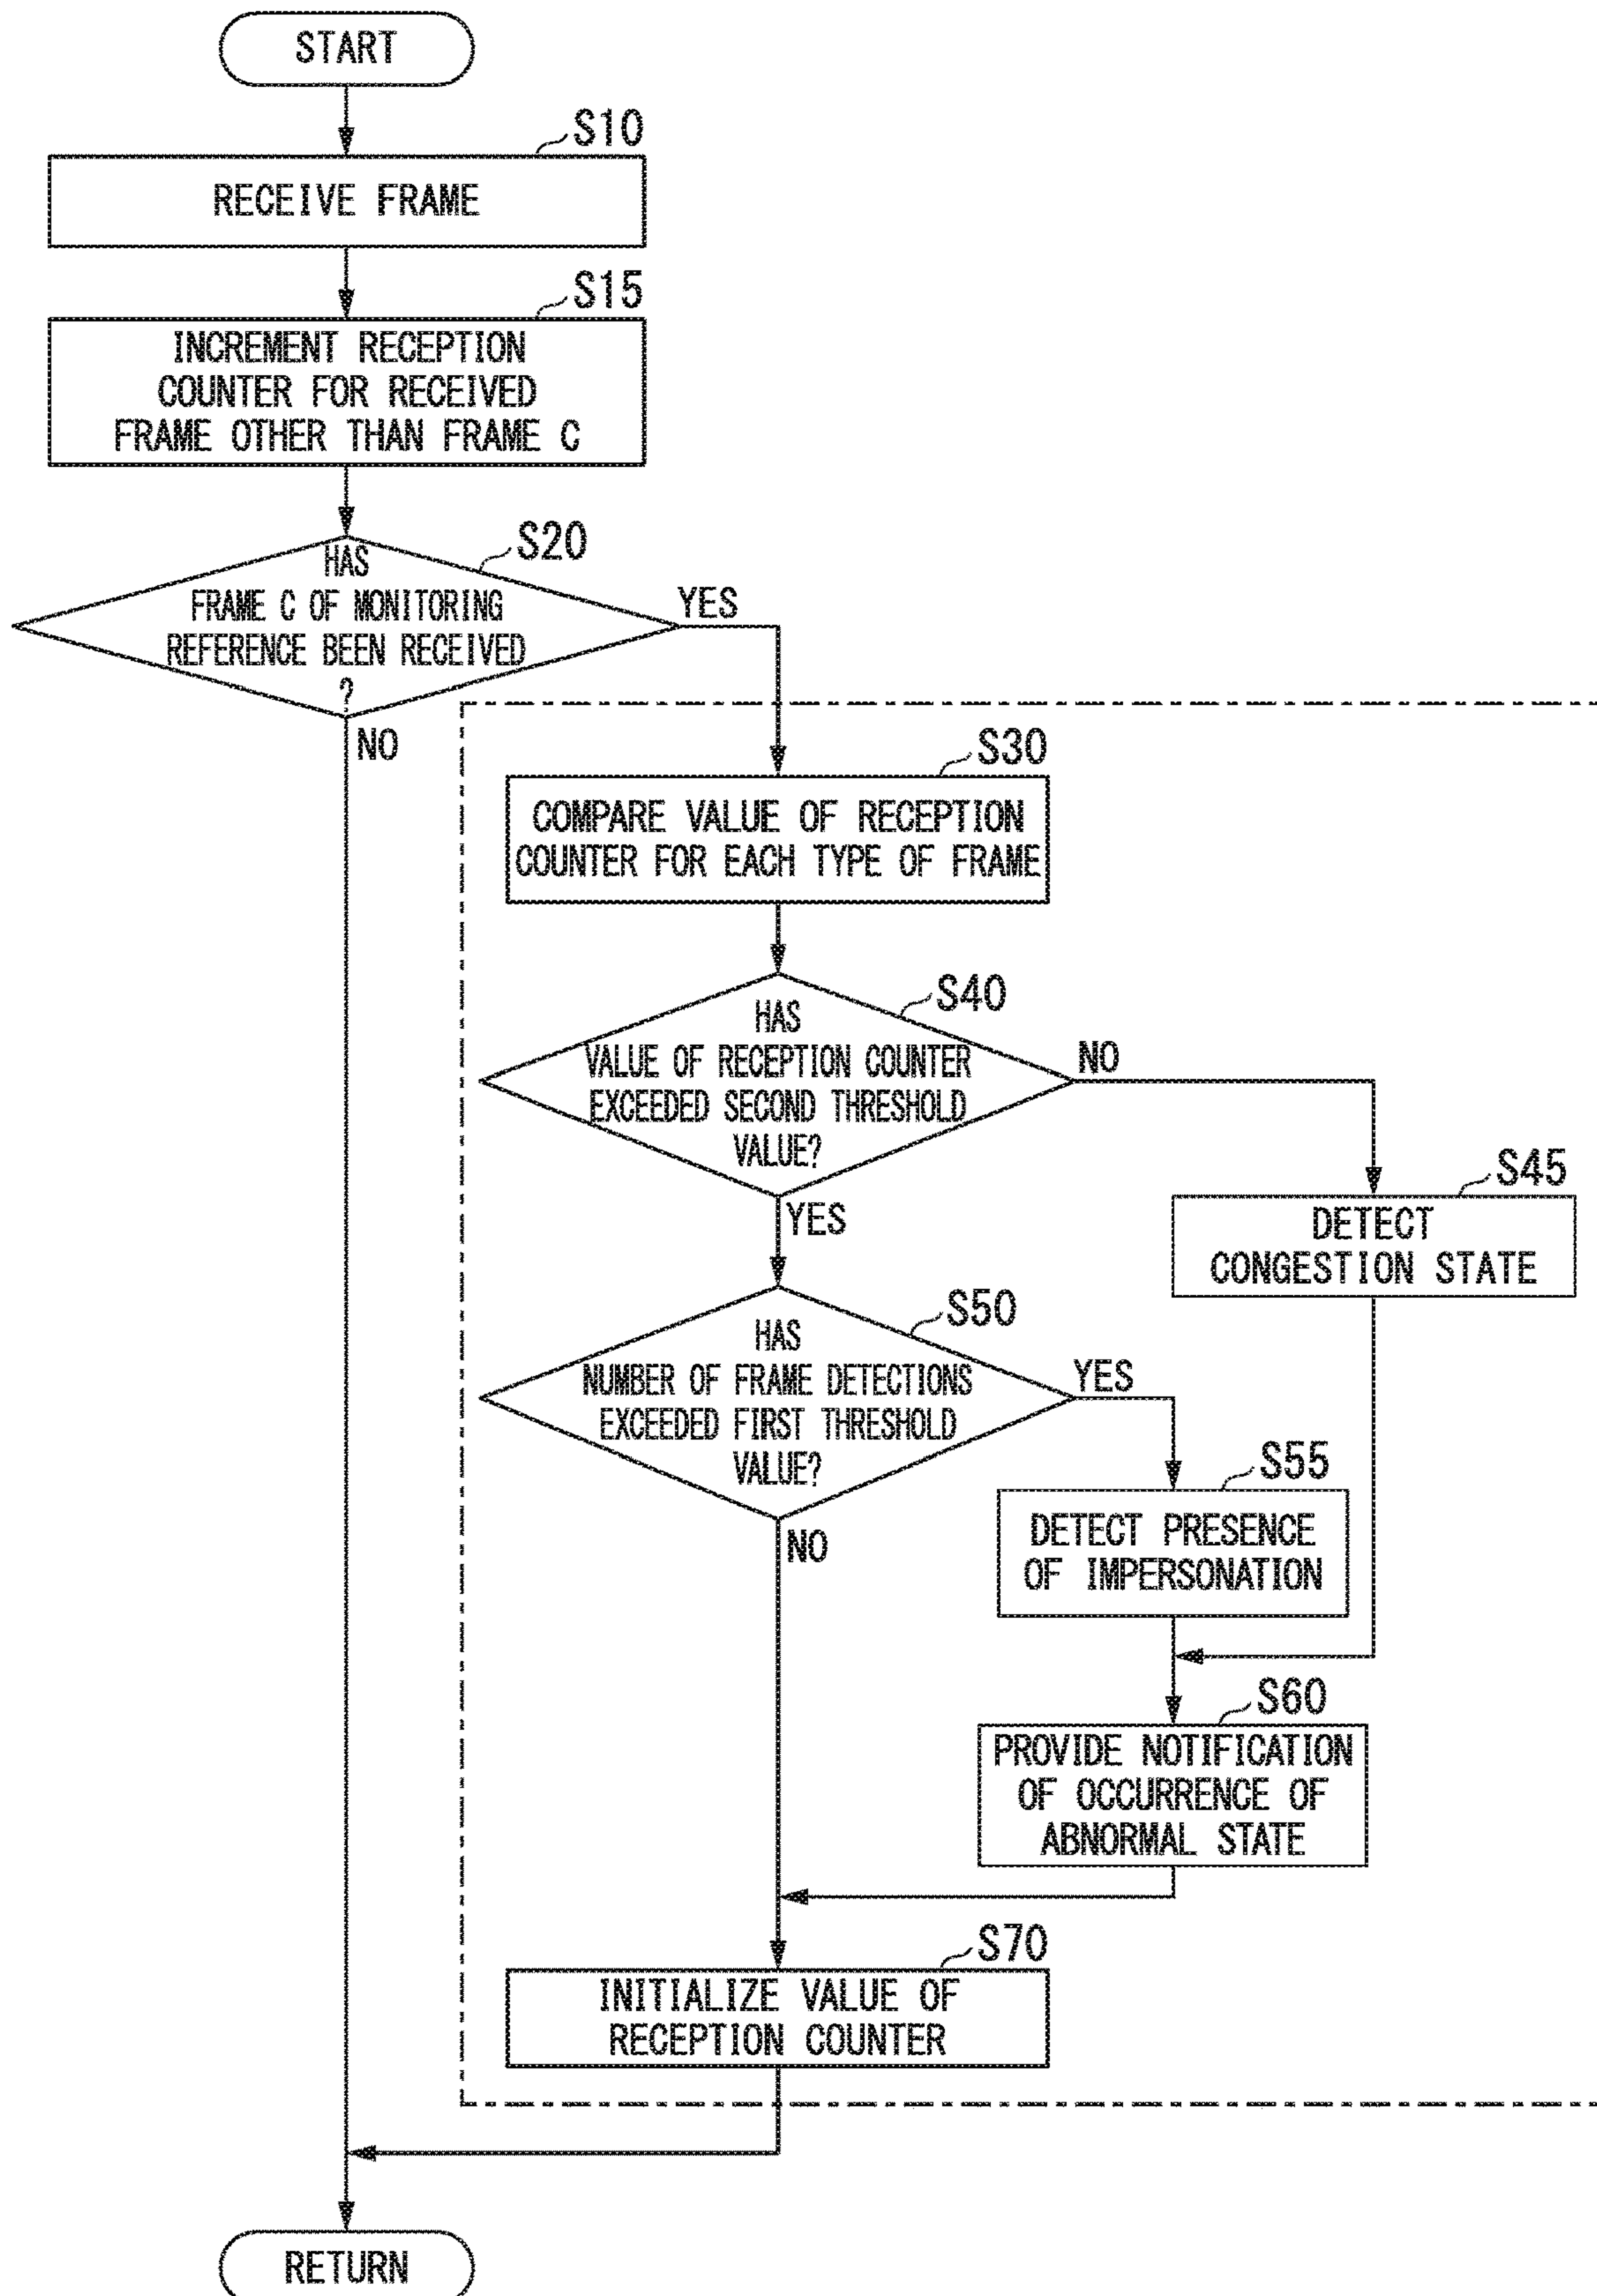 START
S10
RECEIVE FRAME
S15
INCREMENT RECEPTION
COUNTER FOR RECEIVED
FRAME OTHER THAN FRAME C
S20
HAS
FRAME C OF MONITORING
REFERENCE BEEN RECEIVED
?
YES
NO
S30
COMPARE VALUE OF RECEPTION
COUNTER FOR EACH TYPE OF FRAME
S40
HAS
VALUE OF RECEPTION COUNTER
EXCEEDED SECOND THRESHOLD
VALUE?
NO
YES
S45
DETECT
CONGESTION STATE
S50
HAS
NUMBER OF FRAME DETECTIONS
EXCEEDED FIRST THRESHOLD
VALUE?
YES
NO
S55
DETECT PRESENCE
OF IMPERSONATION
S60
PROVIDE NOTIFICATION
OF OCCURRENCE OF
ABNORMAL STATE
S70
INITIALIZE VALUE OF
RECEPTION COUNTER
RETURN